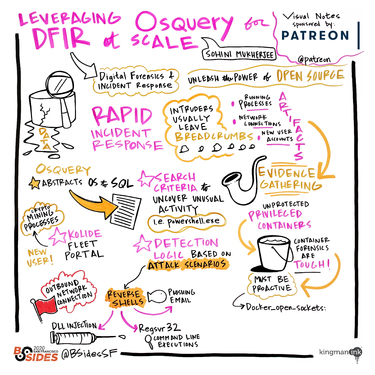 LEVERAGING
DFIR at SCALE
Osquery for
SOHINI MUKHERJEE
Visual Notes
sponsored by:
PATREON
@patreon
Digital Forensics &
INCIDENT Response
UNLEASH the POWER of OPEN SOURCE
DATA
RAPID
INCIDENT
RESPONSE
INTRUDERS
USUALLY
LEAVE
BREADCRUMBS
RUNNING
PROCESSES
NETWORK
CONNECTIONS
NEW USER
ACCOUNTS
ARTIFACTS
Osquery
ABSTRACTS OS to SQL
SEARCH
CRITERIA to
UNCOVER UNUSUAL
ACTIVITY
i.e. powershell.exe
EVIDENCE
GATHERING
CRYPTO
MINING
PROCESSES
NEW
USER!
KOLIDE
FLEET
PORTAL
DETECTION
LOGIC BASED on
ATTACK SCENARIOS
UNPROTECTED
PRIVILEGED
CONTAINERS
CONTAINER
FORENSICS
ARE
TOUGH!
MUST BE
PROACTIVE
→Docker_open_sockets:
OUTBOUND
NETWORK
CONNECTION
REVERSE
SHELLS
PHISHING
EMAIL
DLL INJECTION
Regsvr32
COMMAND LINE
EXECUTIONS
BSIDES
2020
SAN FRANCISCO
@BSidesSF
kingmanink